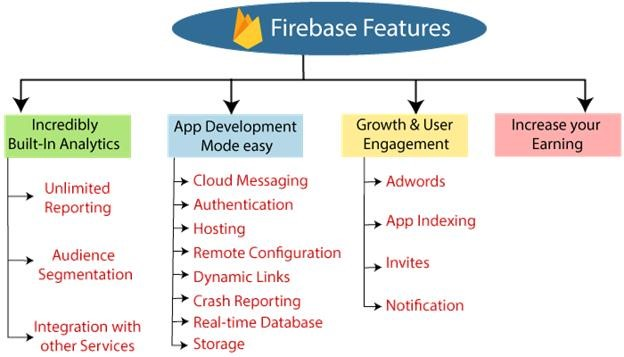 Firebase Features
Incredibly
Built-In Analytics
Unlimited
Reporting
Audience
Segmentation
Integration with
other Services
App Development
Mode easy
Cloud Messaging
Authentication
Hosting
Remote Configuration
Dynamic Links
Crash Reporting
Real-time Database
Storage
Growth & User
Engagement
Adwords
App Indexing
Invites
Notification
Increase your
Earning